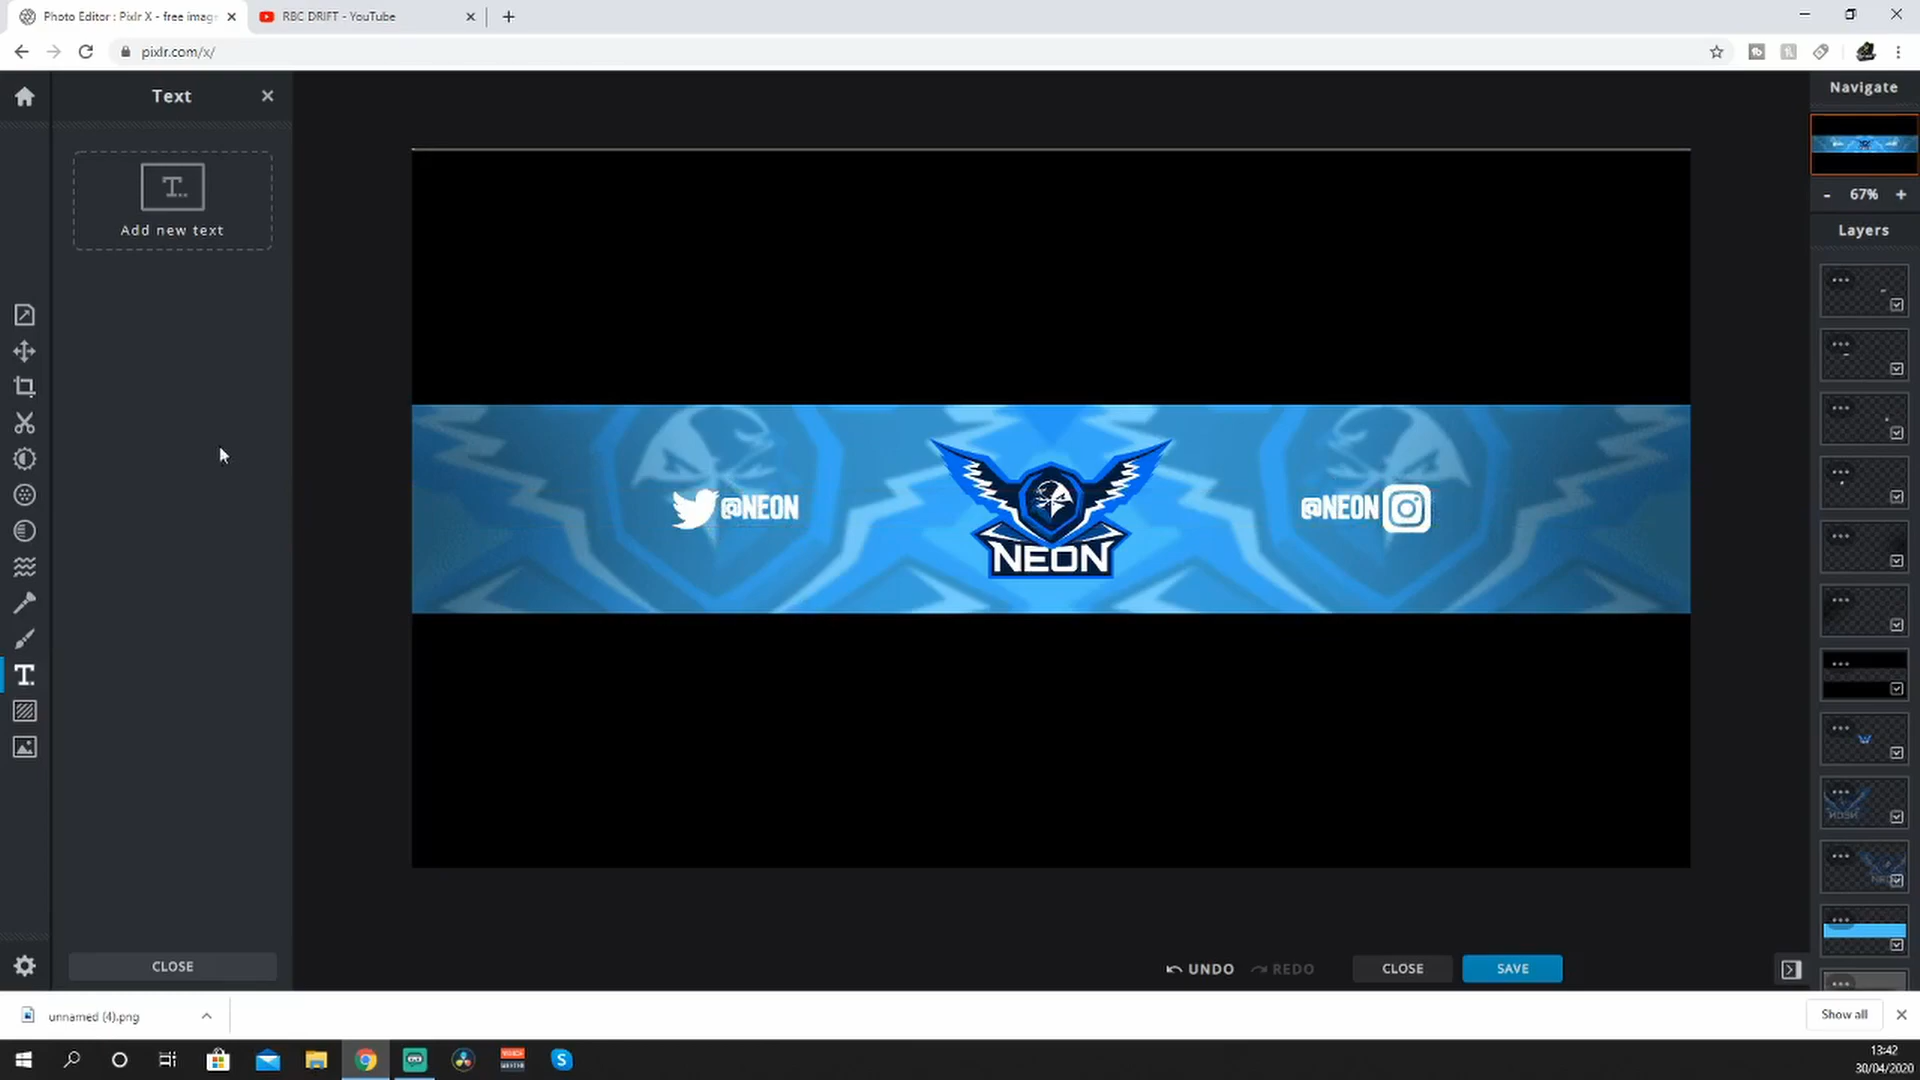 Photo Editor : Pixlr X - free imag
RBC DRIFT - YouTube
pixlr.com/x/
Text
Navigate
Add new text
67%
Layers
@NEON
NEON
@NEON
CLOSE
UNDO
REDO
CLOSE
SAVE
unnamed (4).png
Show all
13:42
30/04/2020